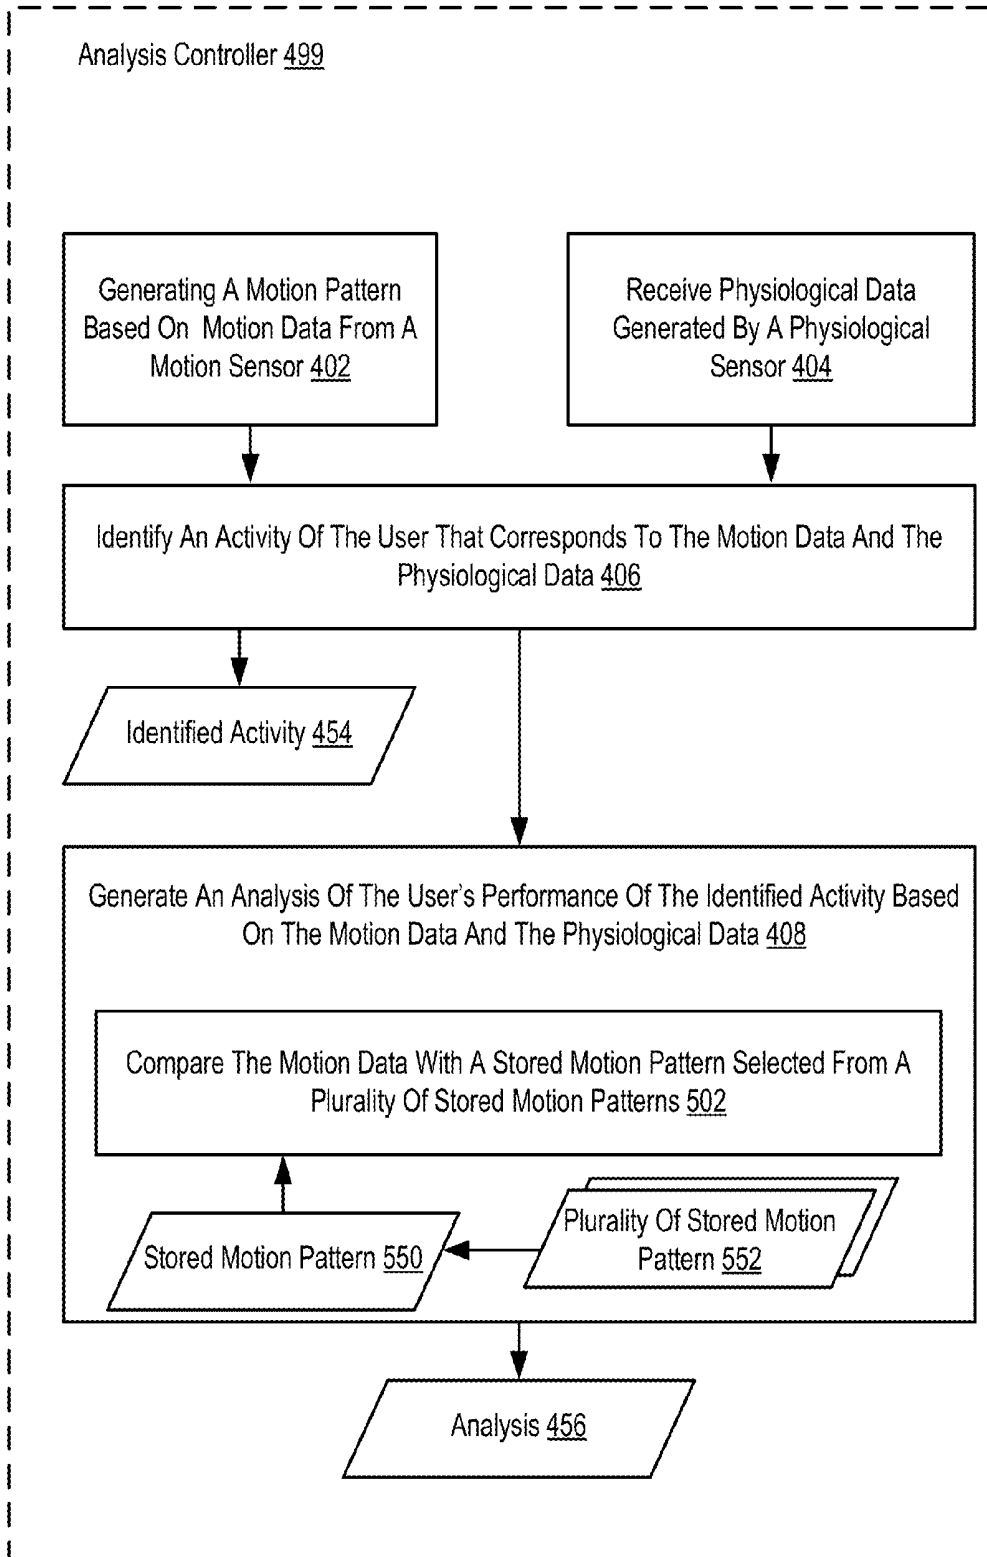 Analysis Controller 499
Generating A Motion Pattern
Based On Motion Data From A
Motion Sensor 402
Receive Physiological Data
Generated By A Physiological
Sensor 404
Identify An Activity Of The User That Corresponds To The Motion Data And The
Physiological Data 406
Identified Activity 454
Generate An Analysis Of The User's Performance Of The Identified Activity Based
On The Motion Data And The Physiological Data 408
Compare The Motion Data With A Stored Motion Pattern Selected From A
Plurality Of Stored Motion Patterns 502
Stored Motion Pattern 550
Plurality Of Stored Motion
Pattern 552
Analysis 456